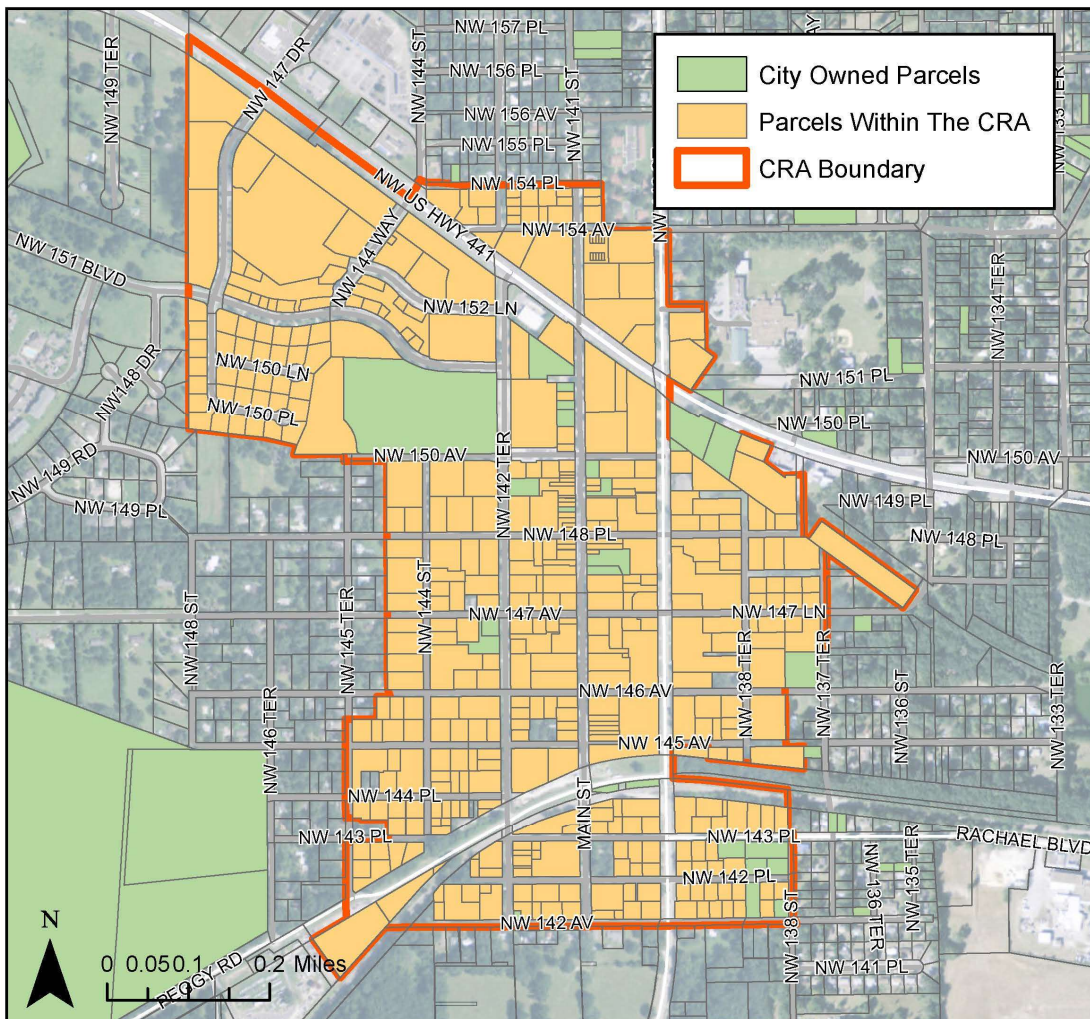 City Owned Parcels
Parcels Within The CRA
CRA Boundary
NW 157 PL
NW 156 PL
NW 156 AV
NW 155 PL
NW 154 PL
NW 154 AV
NW 149 TER
NW 147 DR
NW 144 ST
NW 141 ST
AY
NW 133 TER
NW
NW US HWY 441
NW 144 WAY
NW 151 BLVD
NW 152 LN
NW 134 TER
NW 150 LN
NW 151 PL
NW148 DR
NW 150 PL
NW 150 PL
NW 149 RD
NW 150 AV
NW 142 TER
NW 150 AV
NW 149 PL
NW 149 PL
NW 148 PL
NW 148 PL
NW 148 ST
NW 145 TER
NW 144 ST
NW 147 AV
NW 147 LN
NW 146 TER
NW 146 AV
NW 138 TER
NW 137 TER
NW 136 ST
NW 133 TER
NW 145 AV
NW 144 PL
MAIN ST
NW 143 PL
NW 143 PL
RACHAEL BLVD
NW 142 PL
NW 136 TER
NW 135 TER
NW 142 AV
NW 138 ST
NW 141 PL
PEGGY RD
N
0 0.050.1 0.2 Miles